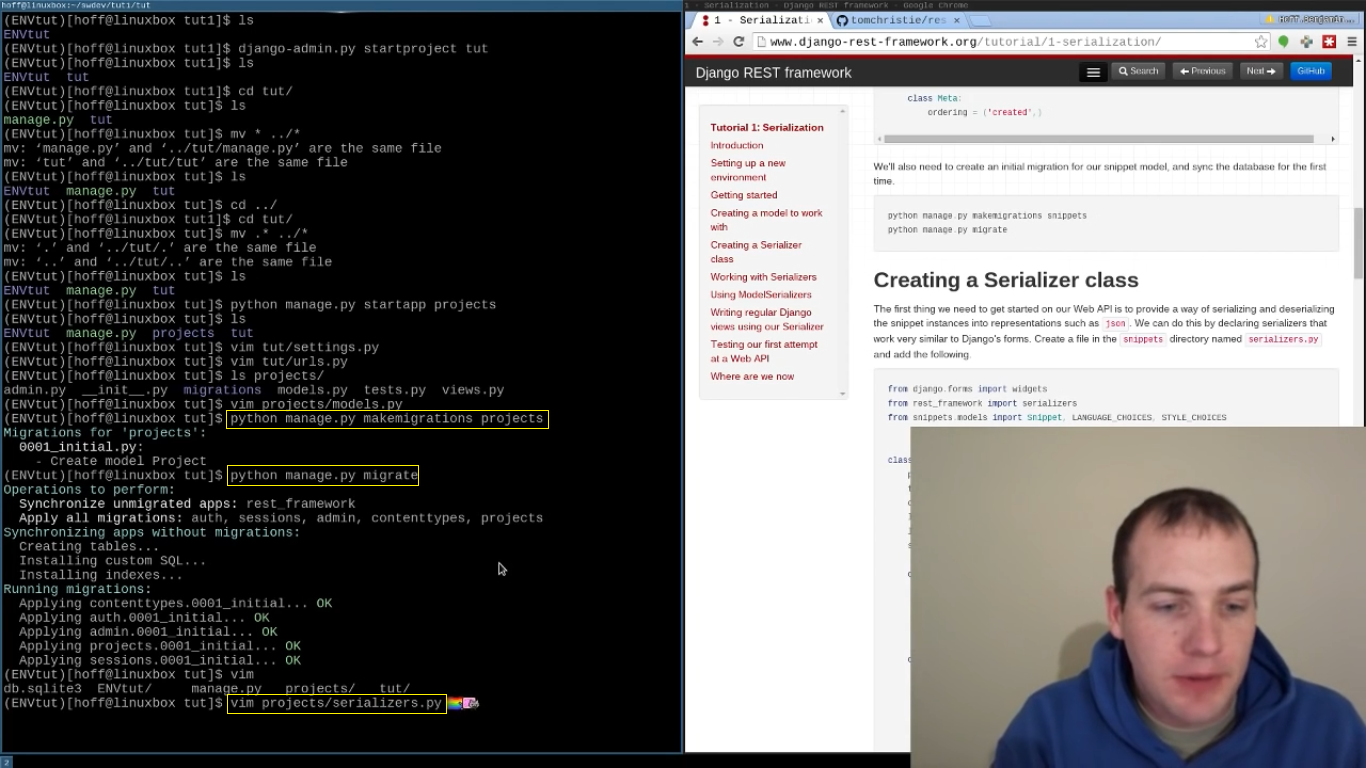 hoff@linuxbox:~/swdev/tut1/tut
(ENVtut)[hoff@linuxbox tut1]$ ls
ENVtut
(ENVtut)[hoff@linuxbox tut1]$ django-admin.py startproject tut
(ENVtut)[hoff@linuxbox tut1]$ ls
ENVtut tut
(ENVtut)[hoff@linuxbox tut1]$ cd tut/
(ENVtut)[hoff@linuxbox tut]$ ls
manage.py tut
(ENVtut)[hoff@linuxbox tut]$ mv * ../*
mv: ‘manage.py’ and ‘../tut/manage.py’ are the same file
mv: ‘tut’ and ‘../tut/tut’ are the same file
(ENVtut)[hoff@linuxbox tut]$ ls
ENVtut manage.py tut
(ENVtut)[hoff@linuxbox tut]$ cd ../
(ENVtut)[hoff@linuxbox tut1]$ cd tut/
(ENVtut)[hoff@linuxbox tut]$ mv .* ../*
mv: ‘.’ and ‘../tut/.’ are the same file
mv: ‘..’ and ‘../tut/..’ are the same file
(ENVtut)[hoff@linuxbox tut]$ ls
ENVtut manage.py tut
(ENVtut)[hoff@linuxbox tut]$ python manage.py startapp projects
(ENVtut)[hoff@linuxbox tut]$ ls
ENVtut manage.py projects tut
(ENVtut)[hoff@linuxbox tut]$ vim tut/settings.py
(ENVtut)[hoff@linuxbox tut]$ vim tut/urls.py
(ENVtut)[hoff@linuxbox tut]$ ls projects/
admin.py __init__.py migrations models.py tests.py views.py
(ENVtut)[hoff@linuxbox tut]$ vim projects/models.py
(ENVtut)[hoff@linuxbox tut]$ python manage.py makemigrations projects
Migrations for 'projects':
0001_initial.py:
- Create model Project
(ENVtut)[hoff@linuxbox tut]$ python manage.py migrate
Operations to perform:
Synchronize unmigrated apps: rest_framework
Apply all migrations: auth, sessions, admin, contenttypes, projects
Synchronizing apps without migrations:
Creating tables...
Installing custom SQL...
Installing indexes...
Running migrations:
Applying contenttypes.0001_initial... OK
Applying auth.0001_initial... OK
Applying admin.0001_initial... OK
Applying projects.0001_initial... OK
Applying sessions.0001_initial... OK
(ENVtut)[hoff@linuxbox tut]$ vim
db.sqlite3 ENVtut/ manage.py projects/ tut/
(ENVtut)[hoff@linuxbox tut]$ vim projects/serializers.py
2
1 - Serialization - Django REST framework - Google Chrome
1 - Serializati
tomchristie/res
www.django-rest-framework.org/tutorial/1-serialization/
Django REST framework
Search
Previous
Next
GitHub
Tutorial 1: Serialization
Introduction
Setting up a new
environment
Getting started
Creating a model to work
with
Creating a Serializer
class
Working with Serializers
Using ModelSerializers
Writing regular Django
views using our Serializer
Testing our first attempt
at a Web API
Where are we now
class Meta:
ordering = ('created',)
We'll also need to create an initial migration for our snippet model, and sync the database for the first
time.
python manage.py makemigrations snippets
python manage.py migrate
Creating a Serializer class
The first thing we need to get started on our Web API is to provide a way of serializing and deserializing
the snippet instances into representations such as json. We can do this by declaring serializers that
work very similar to Django's forms. Create a file in the snippets directory named serializers.py
and add the following.
from django.forms import widgets
from rest_framework import serializers
from snippets.models import Snippet, LANGUAGE_CHOICES, STYLE_CHOICES